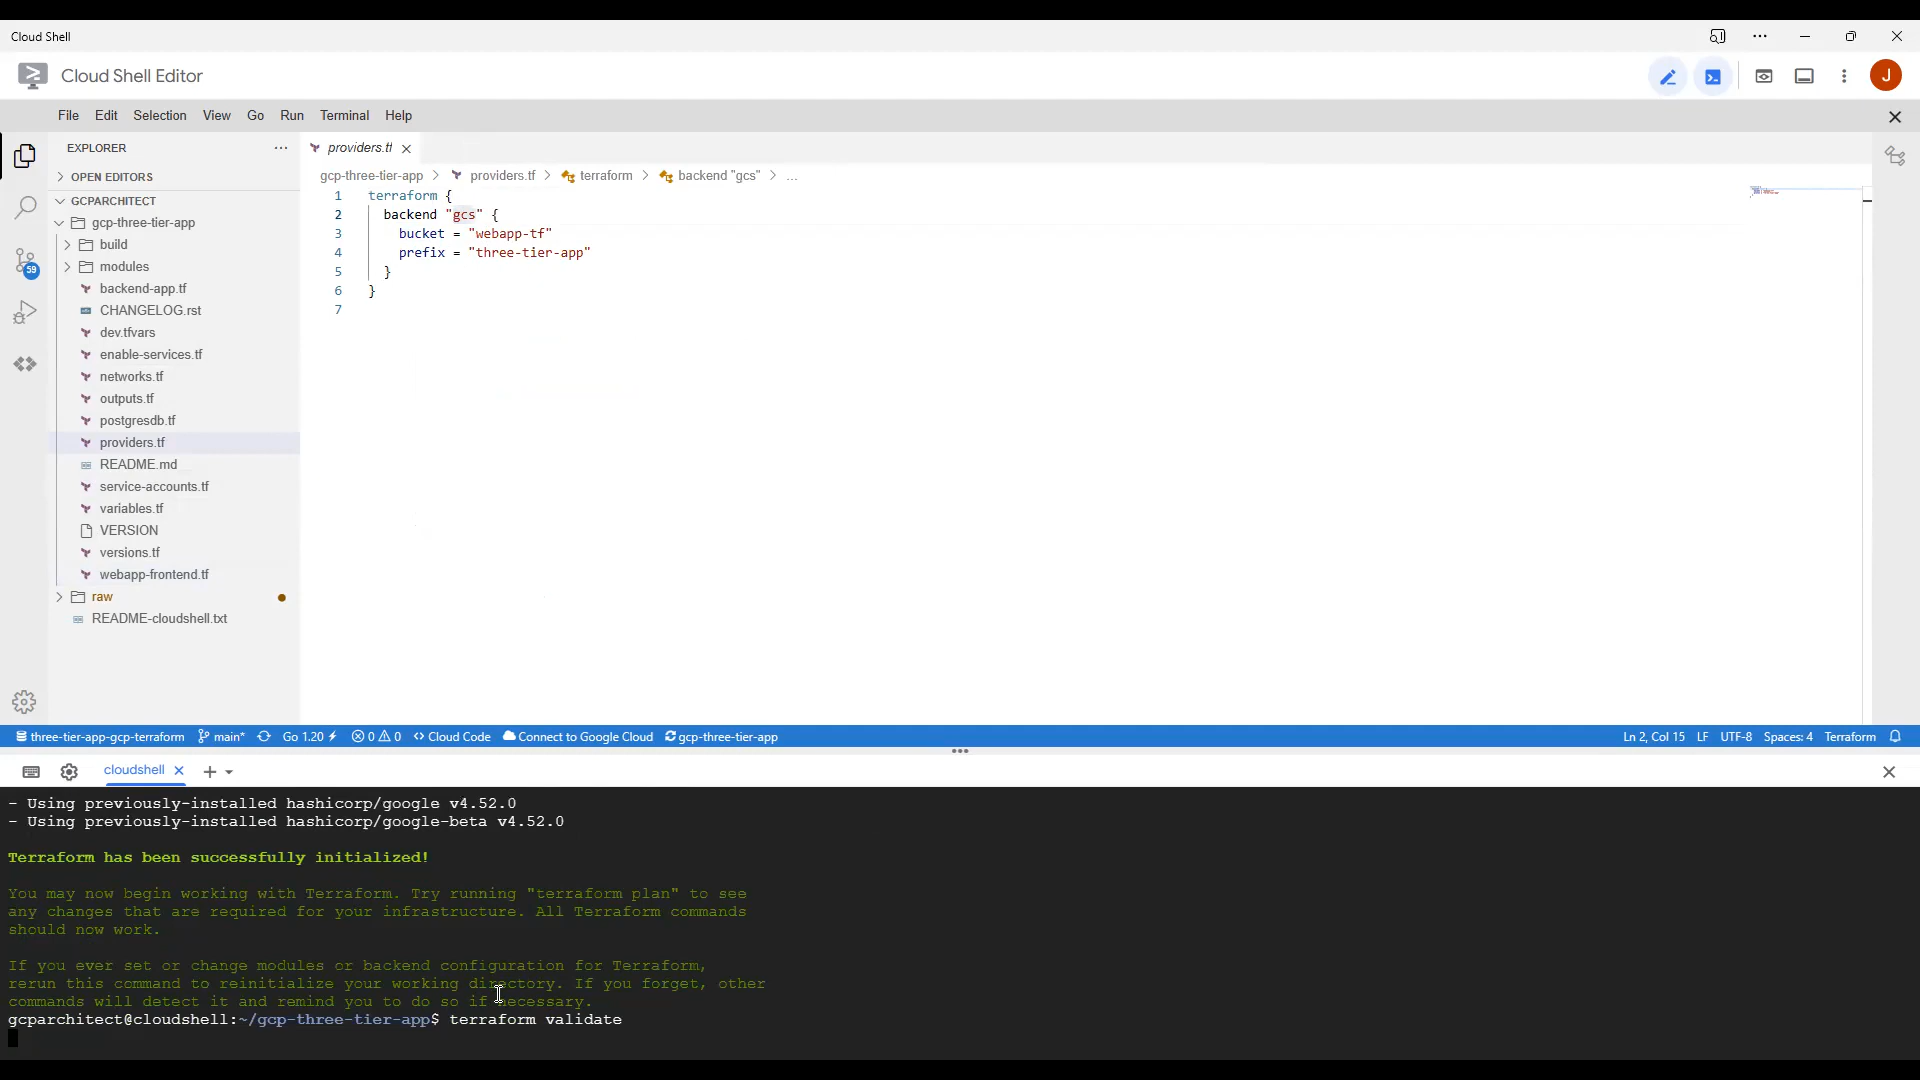 Cloud Shell
Cloud Shell Editor
J
File Edit Selection View Go Run Terminal Help
EXPLORER
OPEN EDITORS
GCPARCHITECT
gcp-three-tier-app
build
modules
backend-app.tf
CHANGELOG.rst
dev.tfvars
enable-services.tf
networks.tf
outputs.tf
postgresdb.tf
providers.tf
README.md
service-accounts.tf
variables.tf
VERSION
versions.tf
webapp-frontend.tf
raw
README-cloudshell.txt
59
providers.tf
gcp-three-tier-app > providers.tf > terraform > backend "gcs" > ...
1 terraform {
2 backend "gcs" {
3 bucket = "webapp-tf"
4 prefix = "three-tier-app"
5 }
6 }
7
three-tier-app-gcp-terraform main* Go 1.20 0 0 Cloud Code Connect to Google Cloud gcp-three-tier-app Ln 2, Col 15 LF UTF-8 Spaces: 4 Terraform
cloudshell
- Using previously-installed hashicorp/google v4.52.0
- Using previously-installed hashicorp/google-beta v4.52.0
Terraform has been successfully initialized!
You may now begin working with Terraform. Try running "terraform plan" to see
any changes that are required for your infrastructure. All Terraform commands
should now work.
If you ever set or change modules or backend configuration for Terraform,
rerun this command to reinitialize your working directory. If you forget, other
commands will detect it and remind you to do so if necessary.
gcparchitect@cloudshell:~/gcp-three-tier-app$ terraform validate